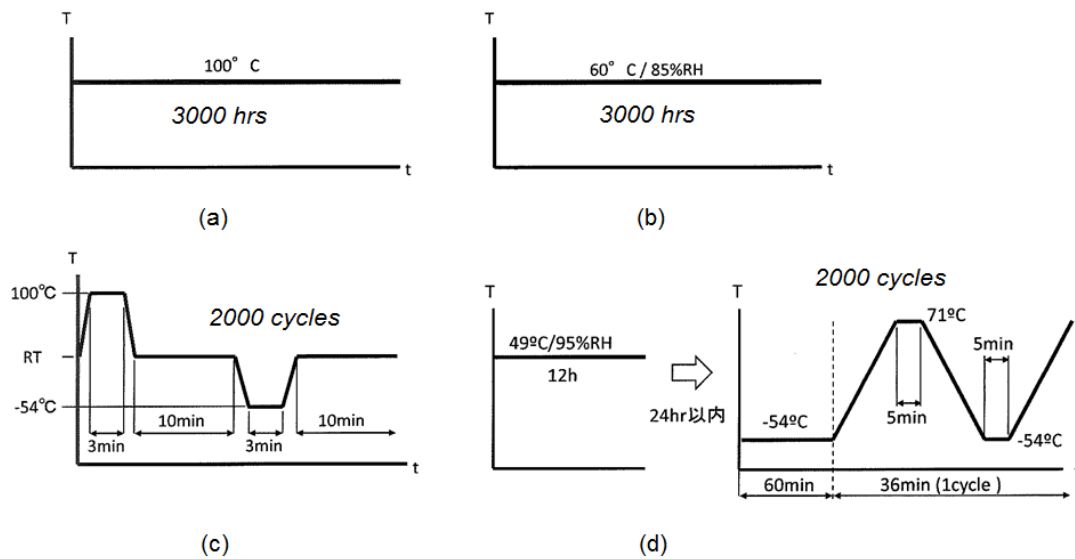 T
100° C
3000 hrs
t
(a)
T
60° C / 85%RH
3000 hrs
t
(b)
T
100℃
RT
-54℃
2000 cycles
3min
10min
3min
10min
t
(c)
T
49ºC/95%RH
12h
24hr以内
2000 cycles
T
71ºC
5min
5min
-54ºC
-54ºC
60min
36min (1cycle )
(d)